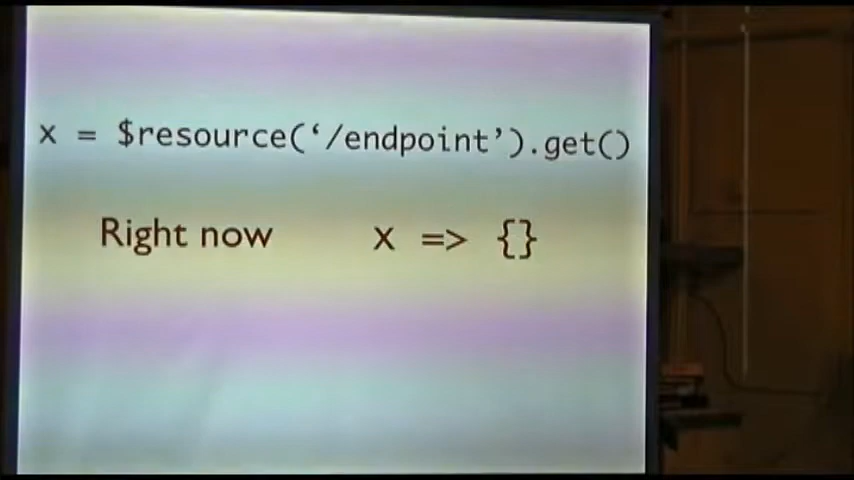 x = $resource(‘/endpoint’).get()
Right now x => {}